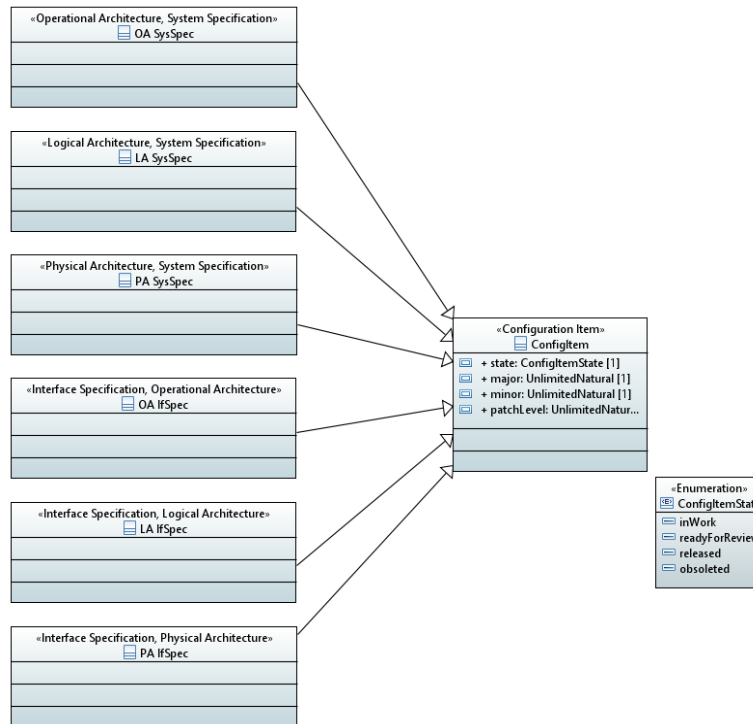 «Operational Architecture, System Specification»
OA SysSpec
«Logical Architecture, System Specification»
LA SysSpec
«Physical Architecture, System Specification»
PA SysSpec
«Interface Specification, Operational Architecture»
OA IfSpec
«Interface Specification, Logical Architecture»
LA IfSpec
«Interface Specification, Physical Architecture»
PA IfSpec
«Configuration Item»
ConfigItem
+ state: ConfigItemState [1]
+ major: UnlimitedNatural [1]
+ minor: UnlimitedNatural [1]
+ patchLevel: UnlimitedNatur...
«Enumeration»
ConfigItemStat
inWork
readyForReview
released
obsoleted